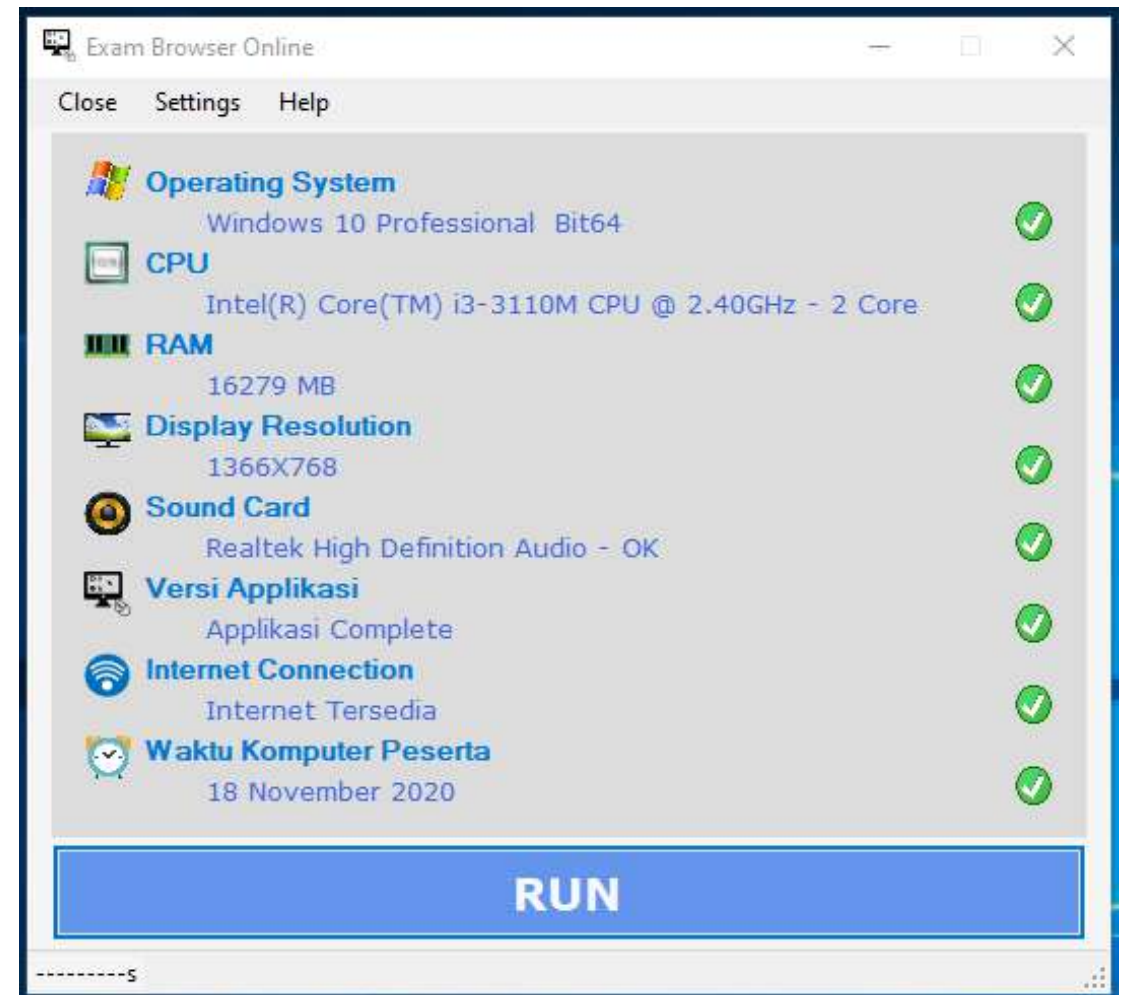 Exam Browser Online
Close Settings Help
Operating System
Windows 10 Professional Bit64
CPU
Intel(R) Core(TM) i3-3110M CPU @ 2.40GHz - 2 Core
RAM
16279 MB
Display Resolution
1366X768
Sound Card
Realtek High Definition Audio - OK
Versi Applikasi
Applikasi Complete
Internet Connection
Internet Tersedia
Waktu Komputer Peserta
18 November 2020
RUN
---------s